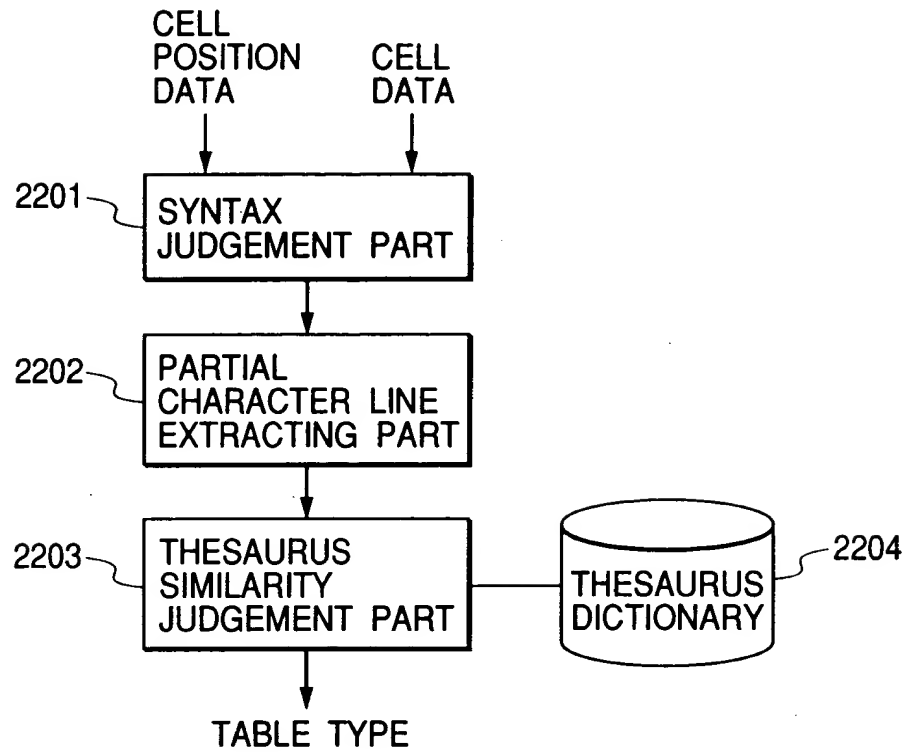 CELL
POSITION
DATA
CELL
DATA
2201
SYNTAX
JUDGEMENT PART
2202
PARTIAL
CHARACTER LINE
EXTRACTING PART
2203
THESAURUS
SIMILARITY
JUDGEMENT PART
THESAURUS
DICTIONARY
2204
TABLE TYPE